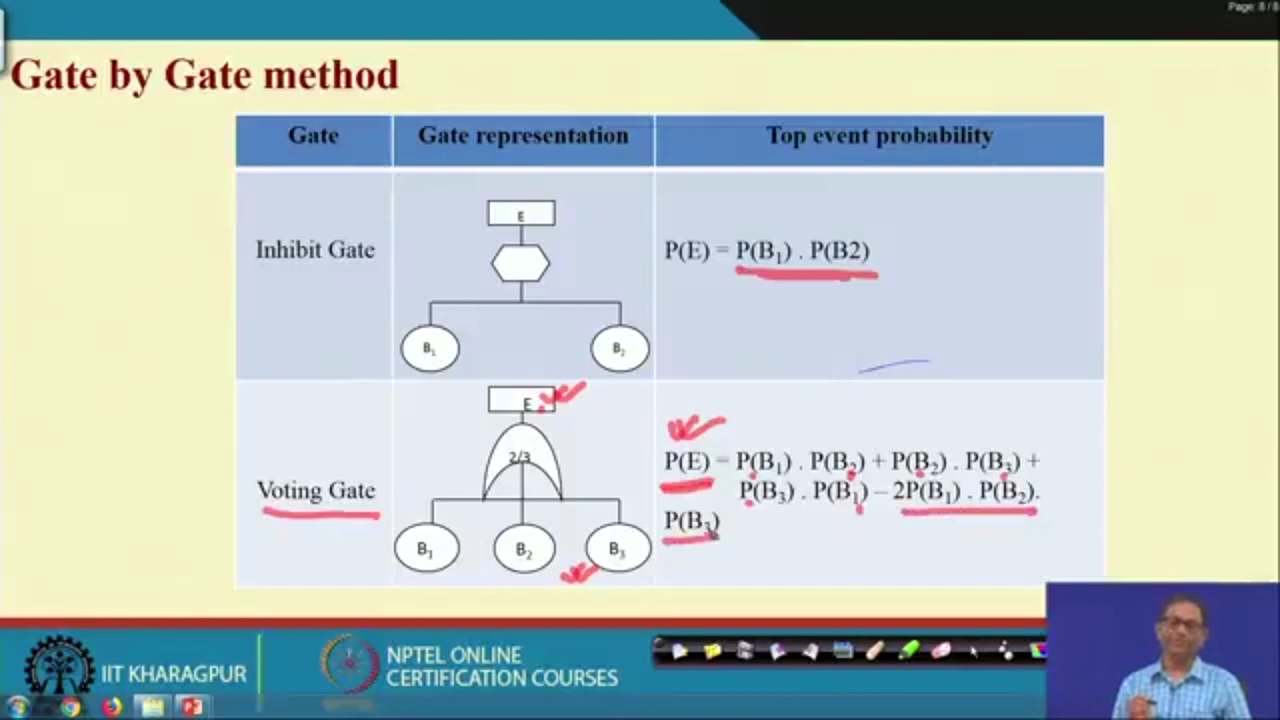 Page: 8 / 8
Gate by Gate method
Gate Gate representation Top event probability
E
Inhibit Gate P(E) = P(B₁) . P(B2)
B₁ B₂
E
2/3
P(E) = P(B₁) . P(B₂) + P(B₂) . P(B₃) +
Voting Gate P(B₃) . P(B₁) – 2P(B₁) . P(B₂).
P(B₃)
B₁ B₂ B₃
IIT KHARAGPUR
NPTEL ONLINE
CERTIFICATION COURSES